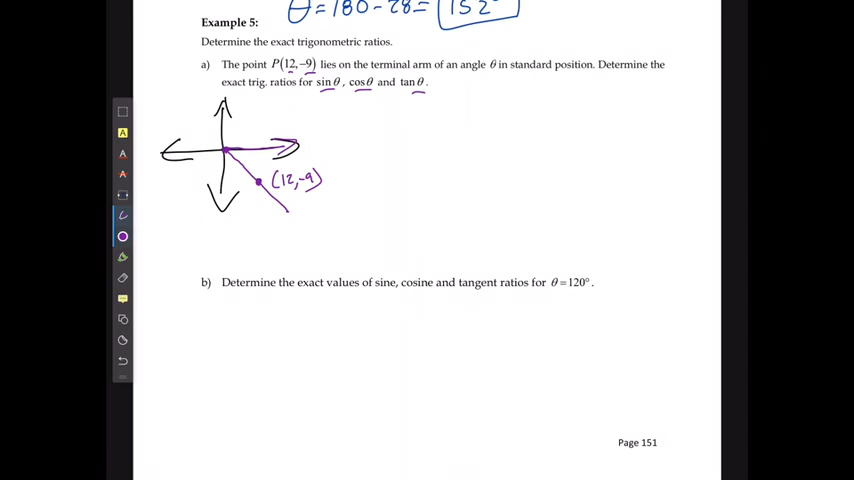 θ = 180 - 28 = 152°
Example 5:
Determine the exact trigonometric ratios.
a) The point P(12,−9) lies on the terminal arm of an angle θ in standard position. Determine the
exact trig. ratios for sin θ, cos θ and tan θ.
(12,-9)
b) Determine the exact values of sine, cosine and tangent ratios for θ = 120°.
Page 151